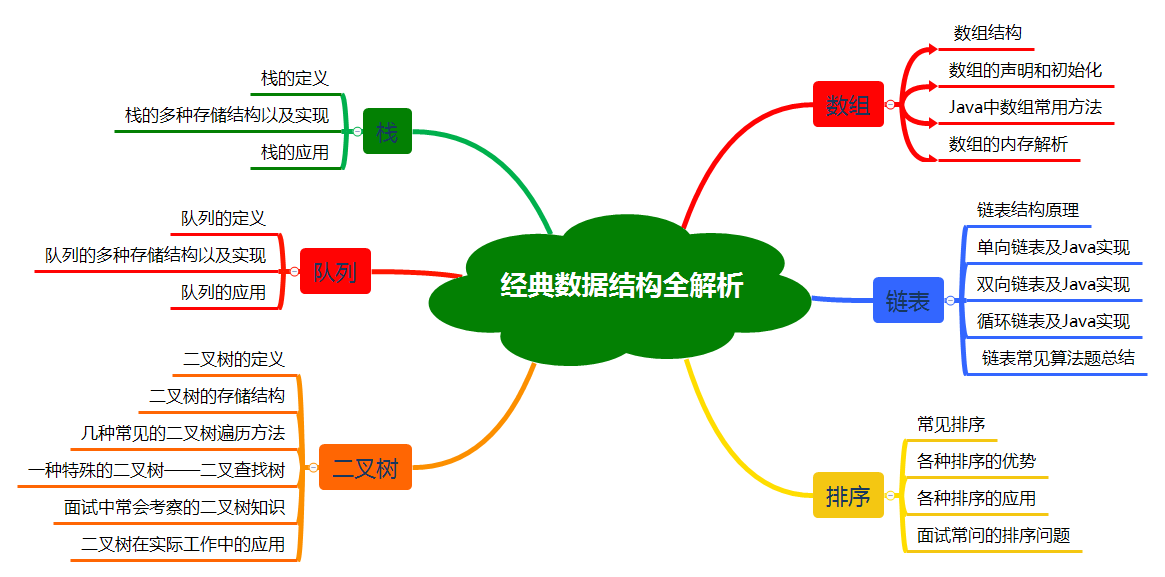 经典数据结构全解析
数组
数组结构
数组的声明和初始化
Java中数组常用方法
数组的内存解析
链表
链表结构原理
单向链表及Java实现
双向链表及Java实现
循环链表及Java实现
链表常见算法题总结
排序
常见排序
各种排序的优势
各种排序的应用
面试常问的排序问题
栈
栈的定义
栈的多种存储结构以及实现
栈的应用
队列
队列的定义
队列的多种存储结构以及实现
队列的应用
二叉树
二叉树的定义
二叉树的存储结构
几种常见的二叉树遍历方法
一种特殊的二叉树——二叉查找树
面试中常会考察的二叉树知识
二叉树在实际工作中的应用